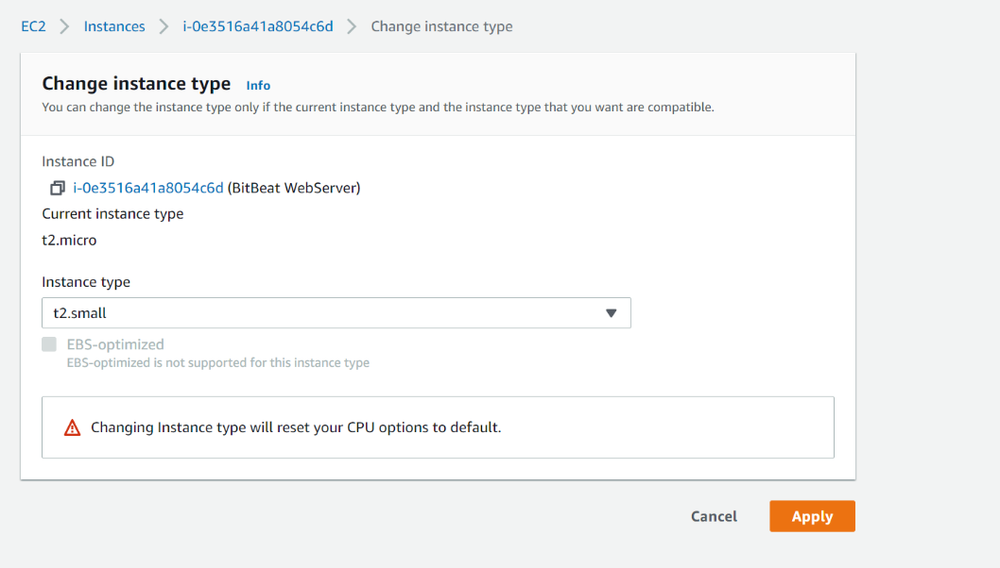 EC2 > Instances > i-0e3516a41a8054c6d > Change instance type
Change instance type Info
You can change the instance type only if the current instance type and the instance type that you want are compatible.
Instance ID
i-0e3516a41a8054c6d (BitBeat WebServer)
Current instance type
t2.micro
Instance type
t2.small
EBS-optimized
EBS-optimized is not supported for this instance type
Changing Instance type will reset your CPU options to default.
Cancel Apply